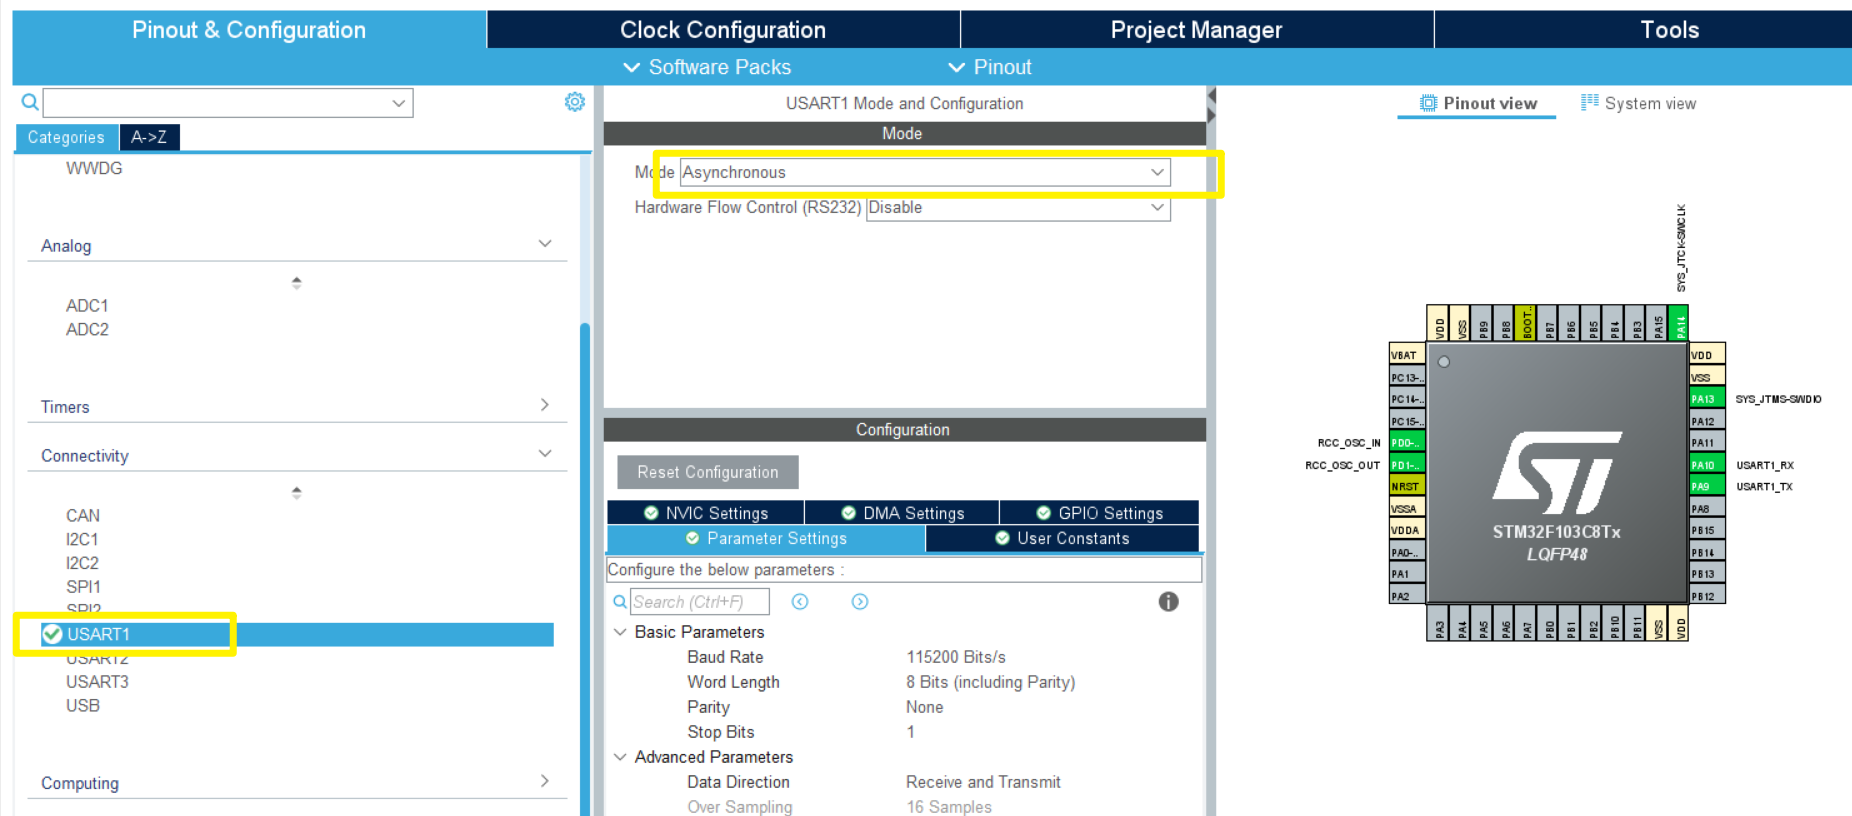 Pinout & Configuration
Clock Configuration
Project Manager
Tools
Software Packs
Pinout
Categories
A->Z
WWDG
Analog
ADC1
ADC2
Timers
Connectivity
CAN
I2C1
I2C2
SPI1
SPI2
USART1
USART2
USART3
USB
Computing
USART1 Mode and Configuration
Mode
Mode Asynchronous
Hardware Flow Control (RS232) Disable
Configuration
Reset Configuration
NVIC Settings
DMA Settings
GPIO Settings
Parameter Settings
User Constants
Configure the below parameters :
Search (Ctrl+F)
Basic Parameters
Baud Rate 115200 Bits/s
Word Length 8 Bits (including Parity)
Parity None
Stop Bits 1
Advanced Parameters
Data Direction Receive and Transmit
Over Sampling 16 Samples
Pinout view
System view
SYS_JTCK-SWCLK
VDD
VSS
PB9
PB8
BOOT..
PB7
PB6
PB5
PB4
PB3
PA15
PA14
VBAT
PC13-..
PC14-..
PC15-..
RCC_OSC_IN PD0-..
RCC_OSC_OUT PD1-..
NRST
VSSA
VDDA
PA0-..
PA1
PA2
STM32F103C8Tx
LQFP48
VDD
VSS
PA13 SYS_JTMS-SWDIO
PA12
PA11
PA10 USART1_RX
PA9 USART1_TX
PA8
PB15
PB14
PB13
PB12
PA3
PA4
PA5
PA6
PA7
PB0
PB1
PB2
PB10
PB11
VSS
VDD